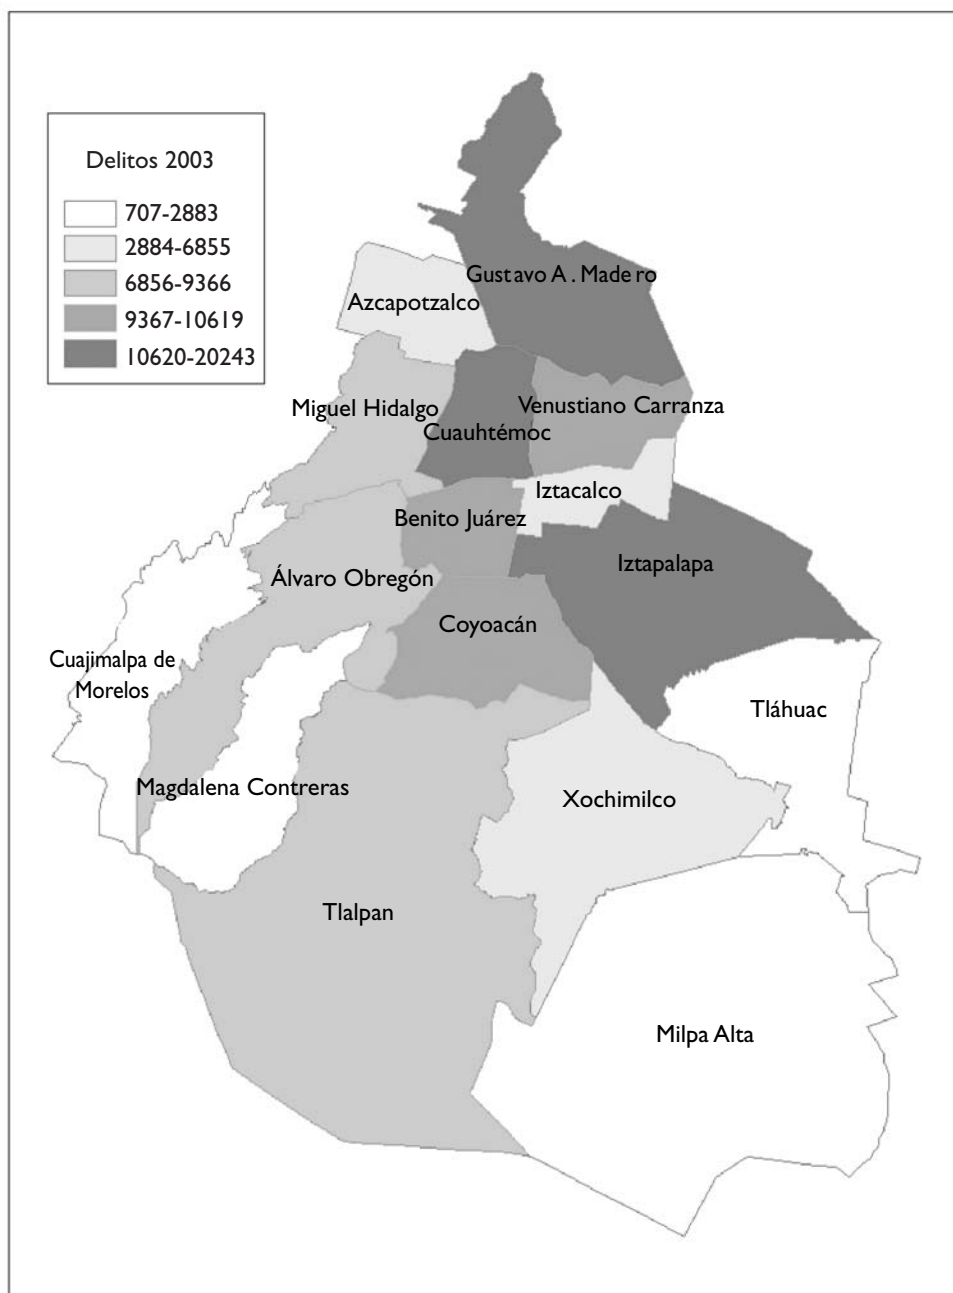 Delitos 2003
707-2883
2884-6855
6856-9366
9367-10619
10620-20243
Gustavo A. Madero
Azcapotzalco
Miguel Hidalgo
Venustiano Carranza
Cuauhtémoc
Iztacalco
Benito Juárez
Iztapalapa
Álvaro Obregón
Coyoacán
Cuajimalpa de
Morelos
Tláhuac
Magdalena Contreras
Xochimilco
Tlalpan
Milpa Alta